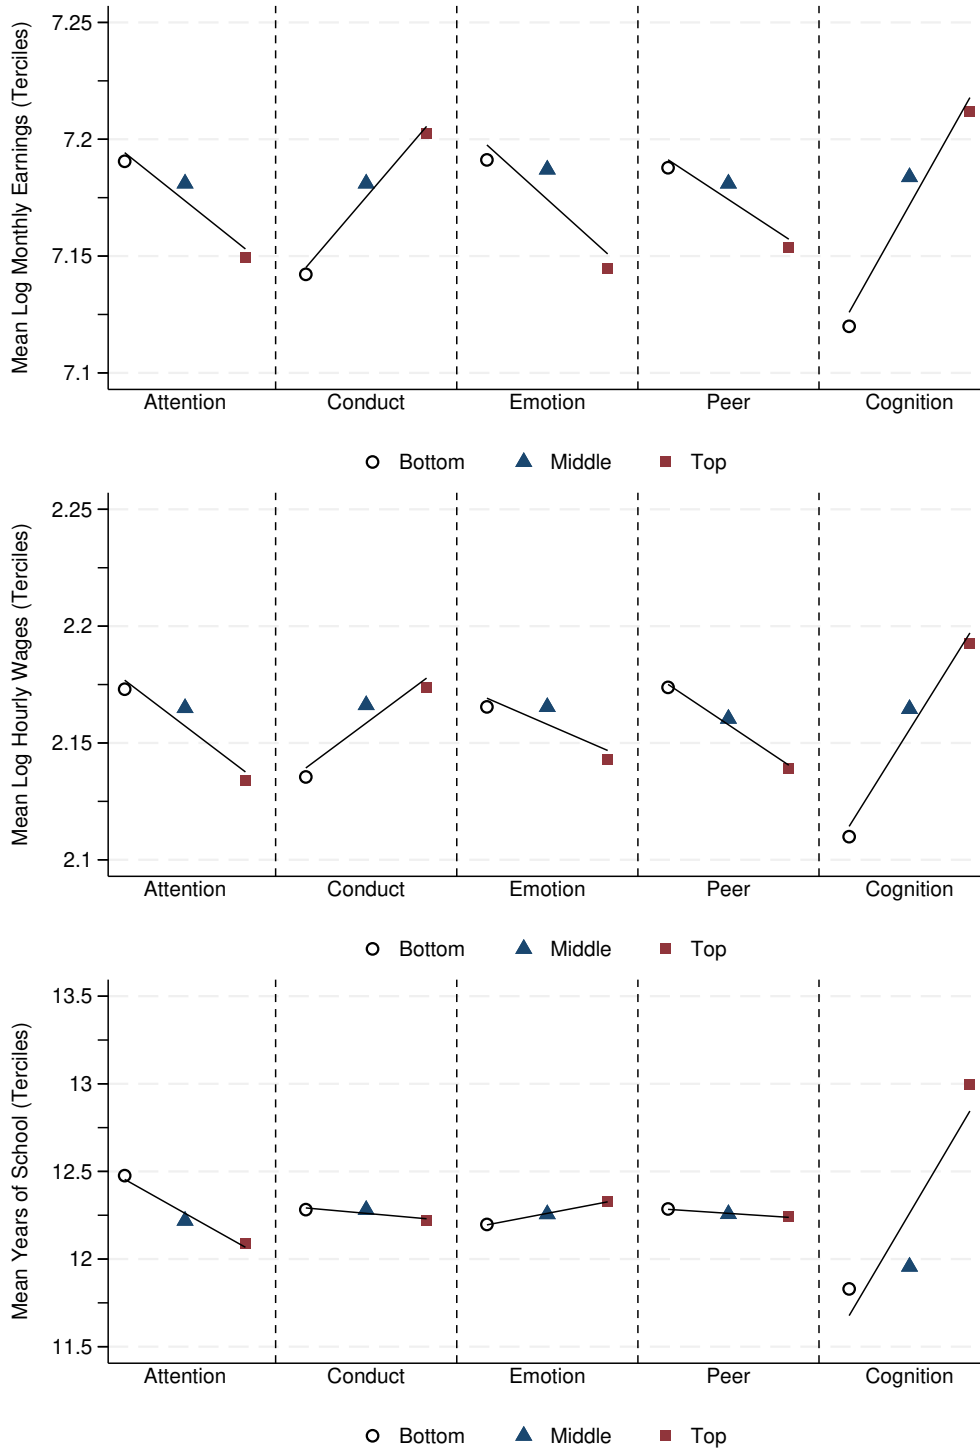 Mean Log Monthly Earnings (Terciles)
7.25
7.2
7.15
7.1
Attention Conduct Emotion Peer Cognition
Bottom Middle Top
Mean Log Hourly Wages (Terciles)
2.25
2.2
2.15
2.1
Attention Conduct Emotion Peer Cognition
Bottom Middle Top
Mean Years of School (Terciles)
13.5
13
12.5
12
11.5
Attention Conduct Emotion Peer Cognition
Bottom Middle Top